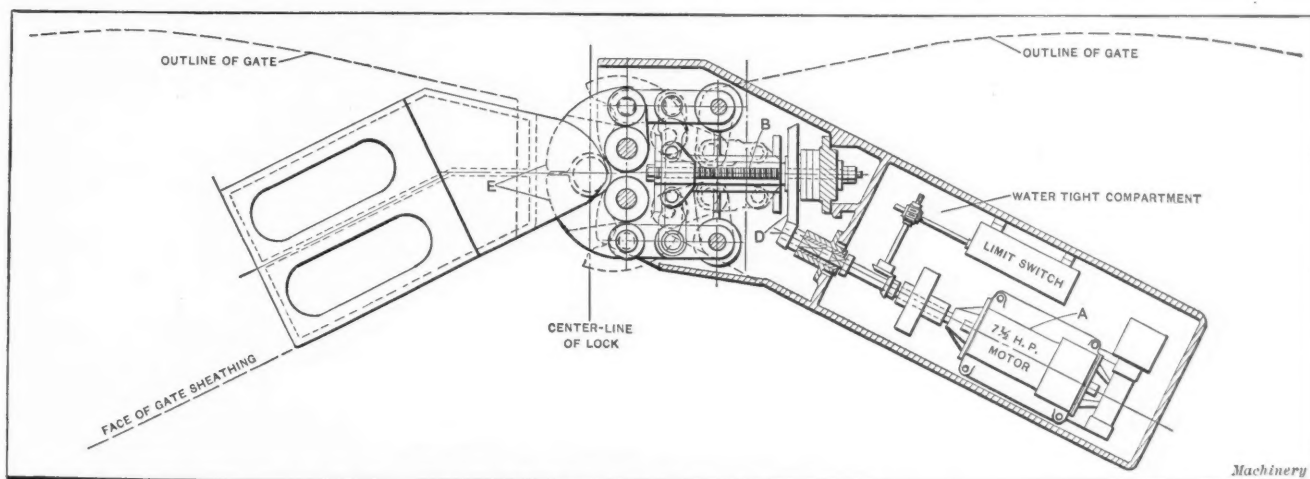 OUTLINE OF GATE
OUTLINE OF GATE
B
E
WATER TIGHT COMPARTMENT
D
LIMIT SWITCH
A
CENTER-LINE
OF LOCK
7½ H.P.
MOTOR
FACE OF GATE SHEATHING
Machinery